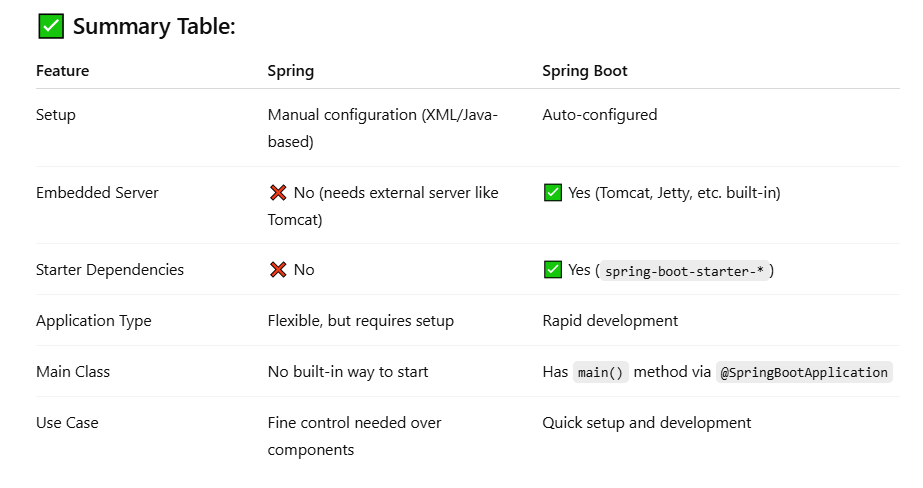 ✅ Summary Table:
Feature Spring Spring Boot
Setup Manual configuration (XML/Java- Auto-configured
based)
Embedded Server ❌ No (needs external server like ✅ Yes (Tomcat, Jetty, etc. built-in)
Tomcat)
Starter Dependencies ❌ No ✅ Yes (spring-boot-starter-*)
Application Type Flexible, but requires setup Rapid development
Main Class No built-in way to start Has main() method via @SpringBootApplication
Use Case Fine control needed over Quick setup and development
components